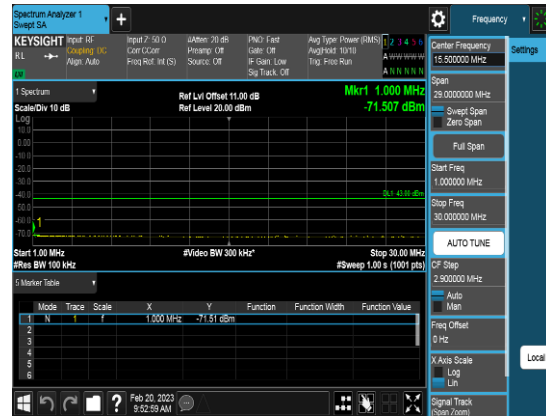 Spectrum Analyzer 1
Swept SA
+
Frequency
KEYSIGHT
RL
Input: RF
Coupling: DC
Align: Auto
Input Z: 50 Ω
Corr CCorr
Freq Ref: Int (S)
#Atten: 20 dB
Preamp: Off
Source: Off
PNO: Fast
Gate: Off
IF Gain: Low
Sig Track: Off
Avg Type: Power (RMS)
Avg|Hold: 10/10
Trig: Free Run
1 2 3 4 5 6
A W W W W W
A N N N N N
1 Spectrum
Scale/Div 10 dB
Ref Lvl Offset 11.00 dB
Ref Level 20.00 dBm
Mkr1 1.000 MHz
-71.507 dBm
Log
10.0
0.00
-10.0
-20.0
-30.0
-40.0
-50.0
-60.0
-70.0
DL1 -43.00 dBm
1
Start 1.00 MHz
#Res BW 100 kHz
#Video BW 300 kHz*
Stop 30.00 MHz
#Sweep 1.00 s (1001 pts)
5 Marker Table
Mode Trace Scale X Y Function Function Width Function Value
1 N 1 f 1.000 MHz -71.51 dBm
2
3
4
5
6
Feb 20, 2023
9:52:59 AM
Center Frequency
15.500000 MHz
Settings
Span
29.0000000 MHz
Swept Span
Zero Span
Full Span
Start Freq
1.000000 MHz
Stop Freq
30.000000 MHz
AUTO TUNE
CF Step
2.900000 MHz
Auto
Man
Freq Offset
0 Hz
X Axis Scale
Log
Lin
Local
Signal Track
(Span Zoom)